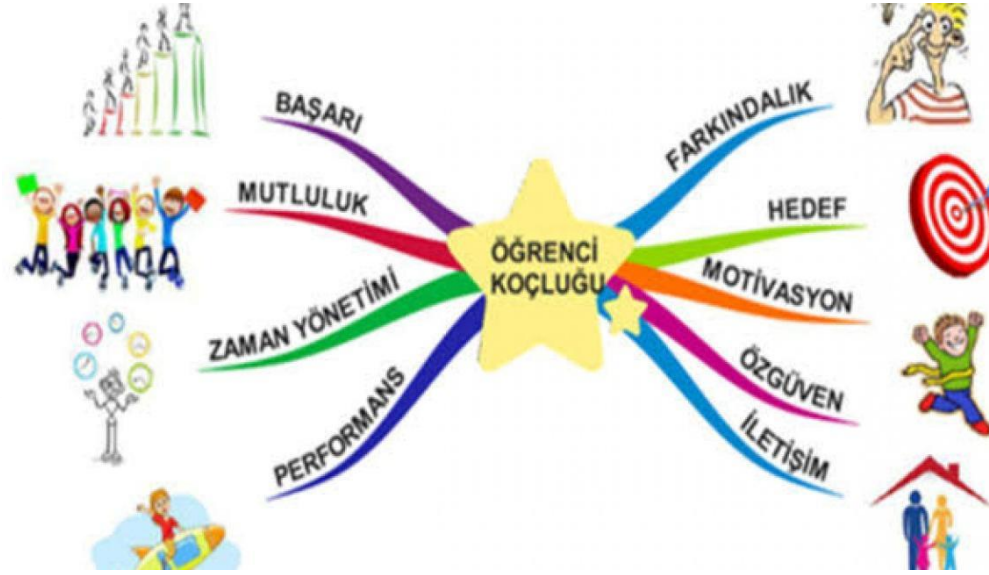 BAŞARI
MUTLULUK
ZAMAN YÖNETİMİ
PERFORMANS
ÖĞRENCİ
KOÇLUĞU
FARKINDALIK
HEDEF
MOTİVASYON
ÖZGÜVEN
İLETİŞİM